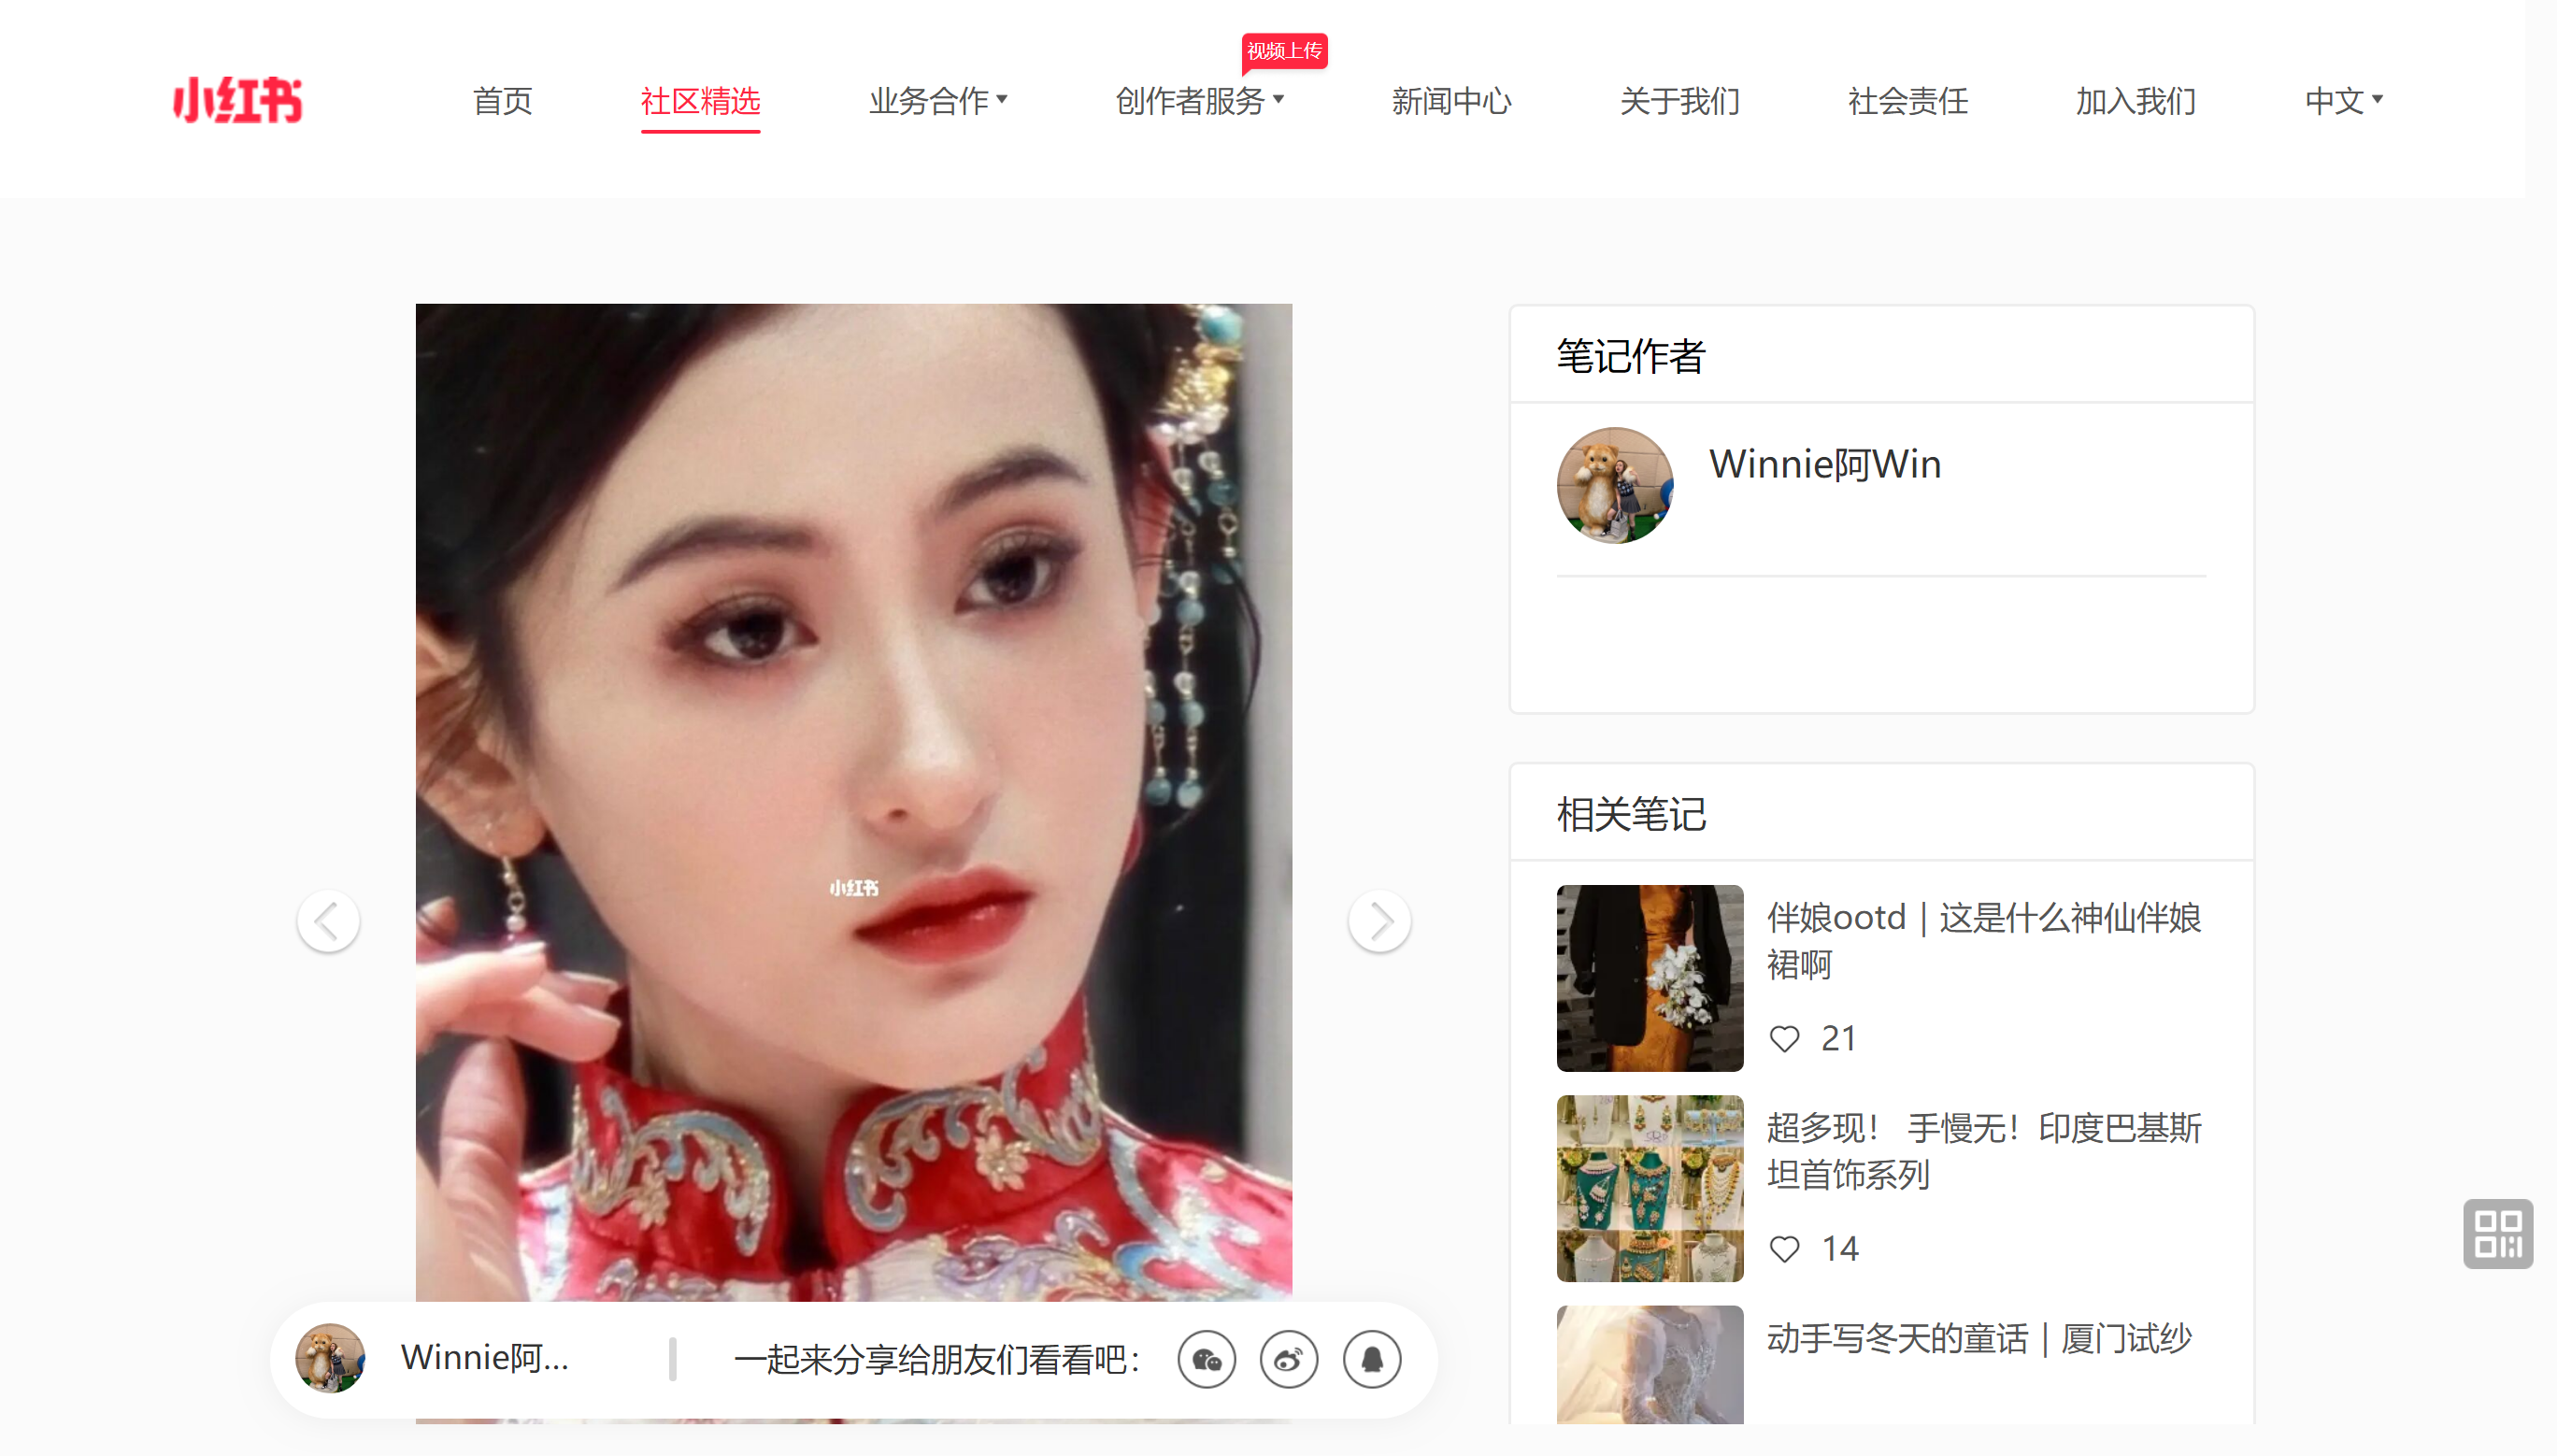 视频上传
小红书
首页
社区精选
业务合作
创作者服务
新闻中心
关于我们
社会责任
加入我们
中文
笔记作者
Winnie阿Win
小红书
相关笔记
伴娘ootd｜这是什么神仙伴娘
裙啊
21
超多现！ 手慢无！印度巴基斯
坦首饰系列
14
动手写冬天的童话｜厦门试纱
Winnie阿...
一起来分享给朋友们看看吧：